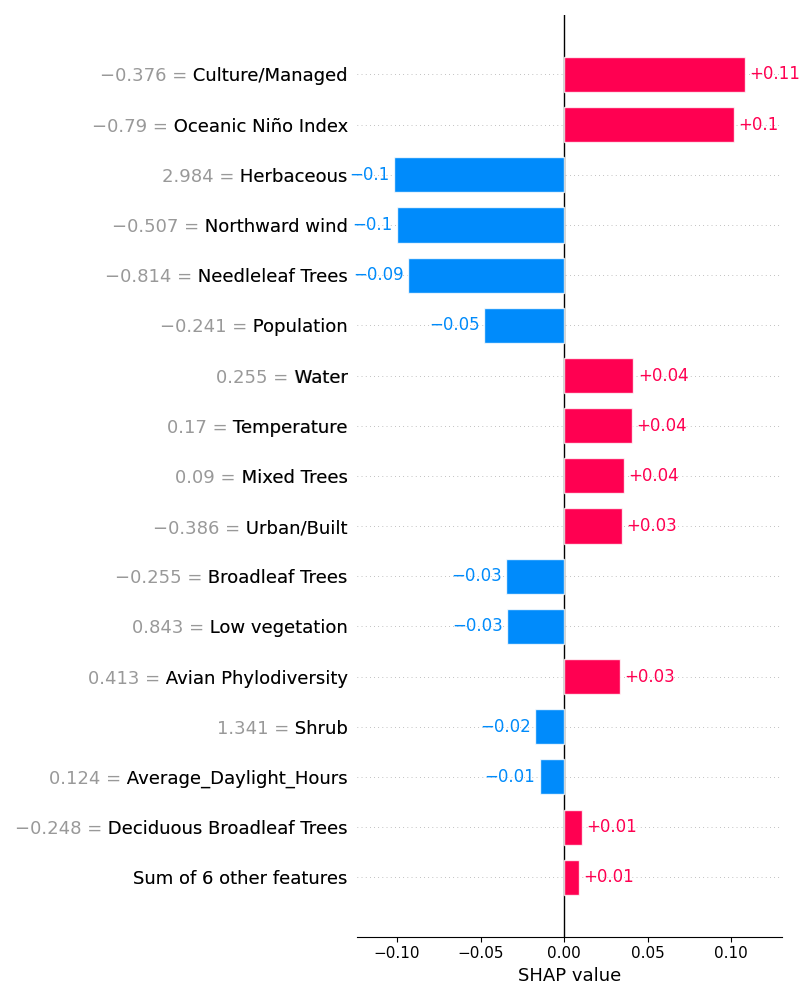 −0.376 = Culture/Managed +0.11
−0.79 = Oceanic Niño Index +0.1
2.984 = Herbaceous −0.1
−0.507 = Northward wind −0.1
−0.814 = Needleleaf Trees −0.09
−0.241 = Population −0.05
0.255 = Water +0.04
0.17 = Temperature +0.04
0.09 = Mixed Trees +0.04
−0.386 = Urban/Built +0.03
−0.255 = Broadleaf Trees −0.03
0.843 = Low vegetation −0.03
0.413 = Avian Phylodiversity +0.03
1.341 = Shrub −0.02
0.124 = Average_Daylight_Hours −0.01
−0.248 = Deciduous Broadleaf Trees +0.01
Sum of 6 other features +0.01
−0.10 −0.05 0.00 0.05 0.10
SHAP value